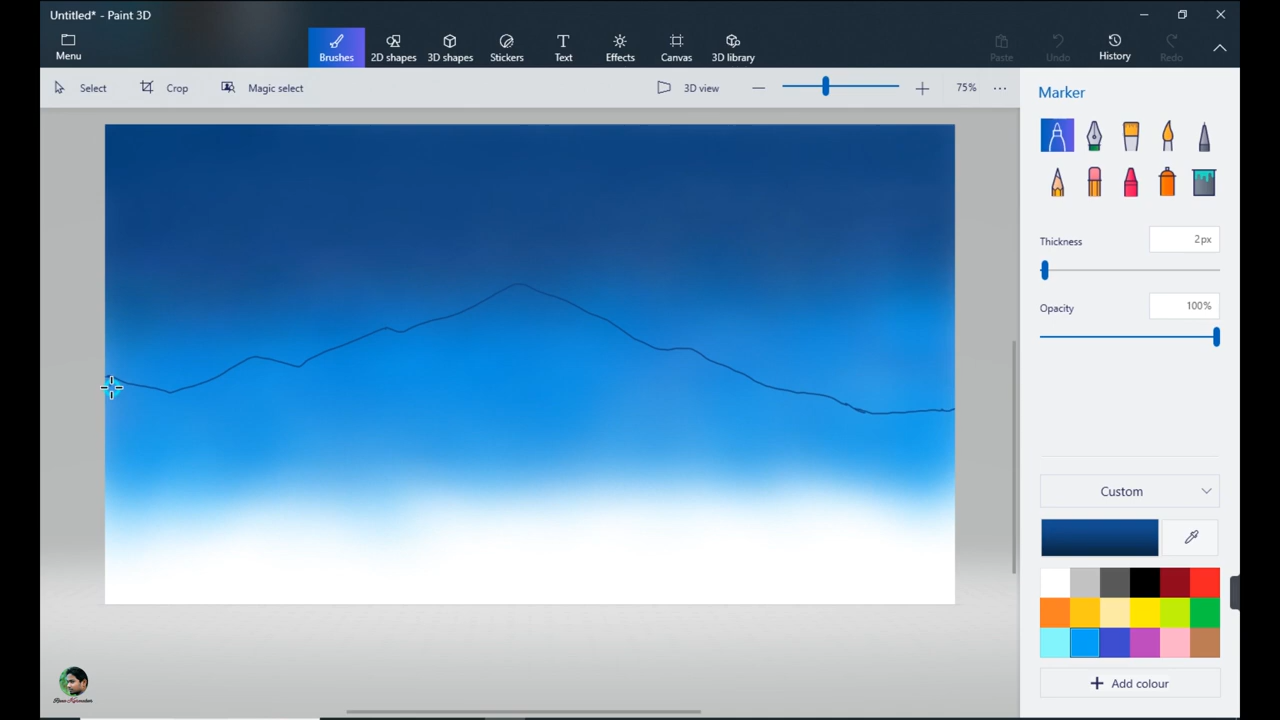 Untitled* - Paint 3D
Menu
Brushes
2D shapes
3D shapes
Stickers
Text
Effects
Canvas
3D library
Paste
Undo
History
Redo
Select
Crop
Magic select
3D view
75%
Marker
Thickness
2px
Opacity
100%
Custom
Add colour